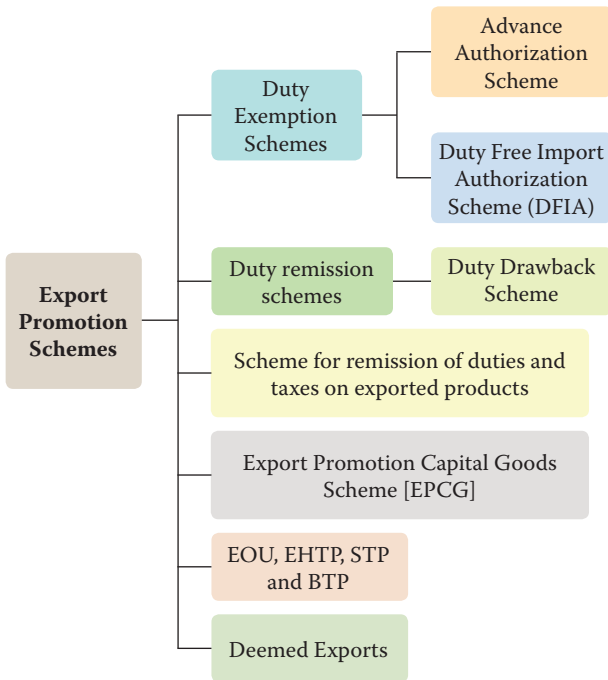 Export
Promotion
Schemes
Duty
Exemption
Schemes
Advance
Authorization
Scheme
Duty Free Import
Authorization
Scheme (DFIA)
Duty remission
schemes
Duty Drawback
Scheme
Scheme for remission of duties and
taxes on exported products
Export Promotion Capital Goods
Scheme [EPCG]
EOU, EHTP, STP
and BTP
Deemed Exports